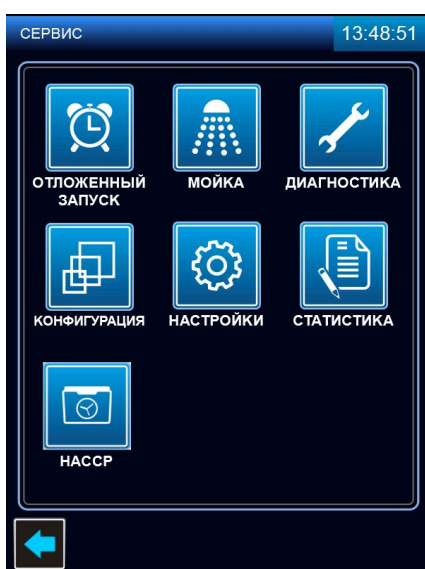 СЕРВИС 13:48:51
ОТЛОЖЕННЫЙ
ЗАПУСК
МОЙКА
ДИАГНОСТИКА
КОНФИГУРАЦИЯ
НАСТРОЙКИ
СТАТИСТИКА
HACCP